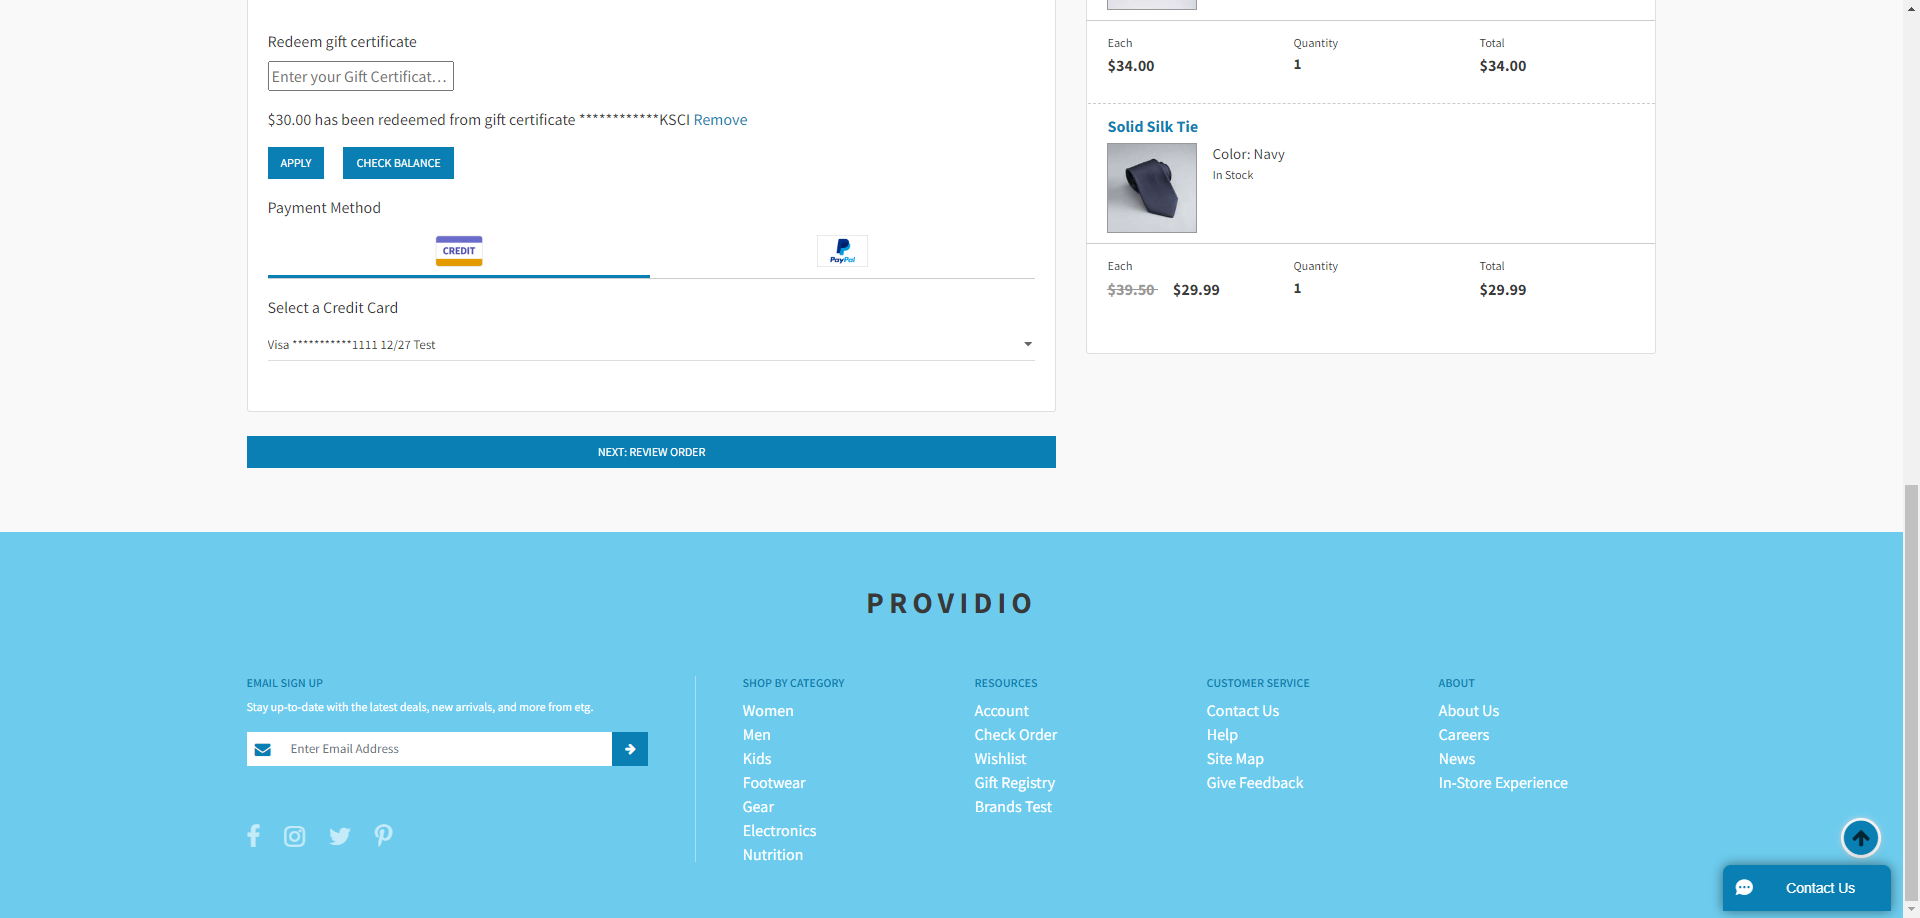 Redeem gift certificate
Enter your Gift Certificat…
$30.00 has been redeemed from gift certificate ************KSCI Remove
APPLY
CHECK BALANCE
Payment Method
CREDIT
PayPal
Select a Credit Card
Visa ***********1111 12/27 Test
NEXT: REVIEW ORDER
Each
Quantity
Total
$34.00
1
$34.00
Solid Silk Tie
Color: Navy
In Stock
Each
Quantity
Total
$39.50 $29.99
1
$29.99
PROVIDIO
EMAIL SIGN UP
Stay up-to-date with the latest deals, new arrivals, and more from etg.
Enter Email Address
SHOP BY CATEGORY
Women
Men
Kids
Footwear
Gear
Electronics
Nutrition
RESOURCES
Account
Check Order
Wishlist
Gift Registry
Brands Test
CUSTOMER SERVICE
Contact Us
Help
Site Map
Give Feedback
ABOUT
About Us
Careers
News
In-Store Experience
Contact Us